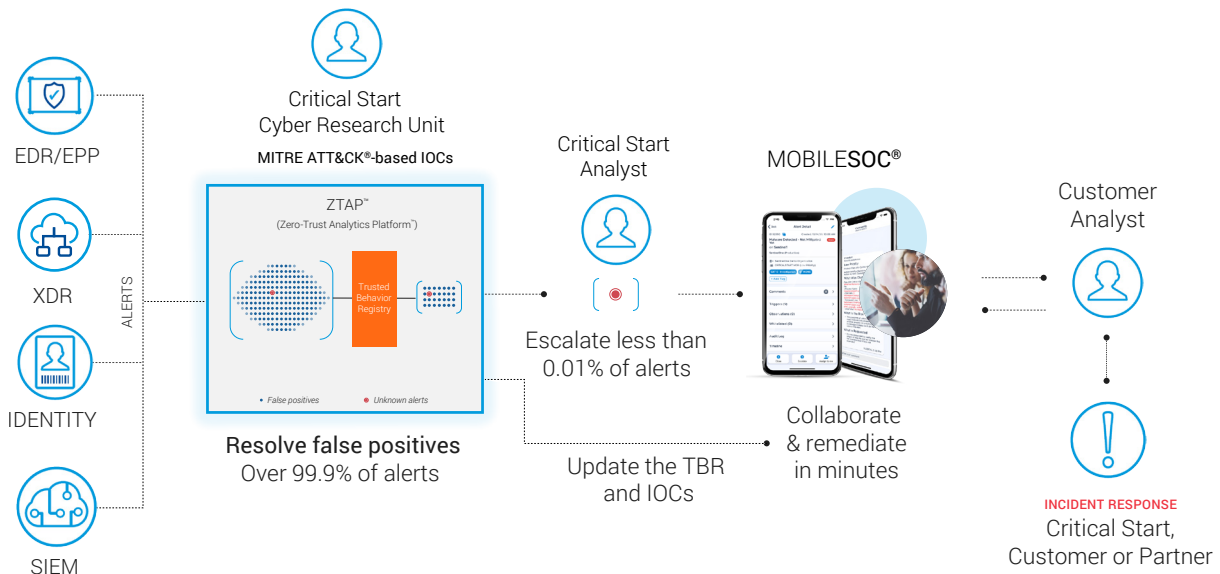 EDR/EPP
XDR
IDENTITY
SIEM
ALERTS
Critical Start
Cyber Research Unit
MITRE ATT&CK®-based IOCs
ZTAP™
(Zero-Trust Analytics Platform™)
Trusted
Behavior
Registry
• False positives
• Unknown alerts
Resolve false positives
Over 99.9% of alerts
Critical Start
Analyst
Escalate less than
0.01% of alerts
Update the TBR
and IOCs
MOBILESOC®
Collaborate
& remediate
in minutes
Customer
Analyst
INCIDENT RESPONSE
Critical Start,
Customer or Partner